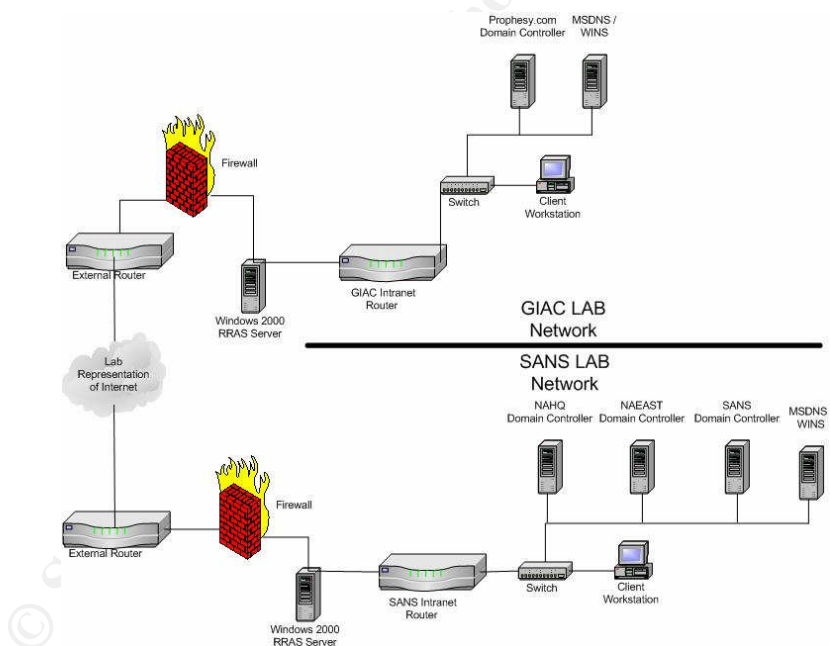 Prophesy.com
Domain Controller
MSDNS /
WINS
Firewall
Switch
Client
Workstation
External Router
GIAC Intranet
Router
Windows 2000
RRAS Server
GIAC LAB
Network
Lab
Representation
of Internet
SANS LAB
Network
NAHQ
Domain Controller
NAEAST
Domain Controller
SANS
Domain Controller
MSDNS
WINS
Firewall
External Router
Switch
Client
Workstation
SANS Intranet
Router
Windows 2000
RRAS Server
©